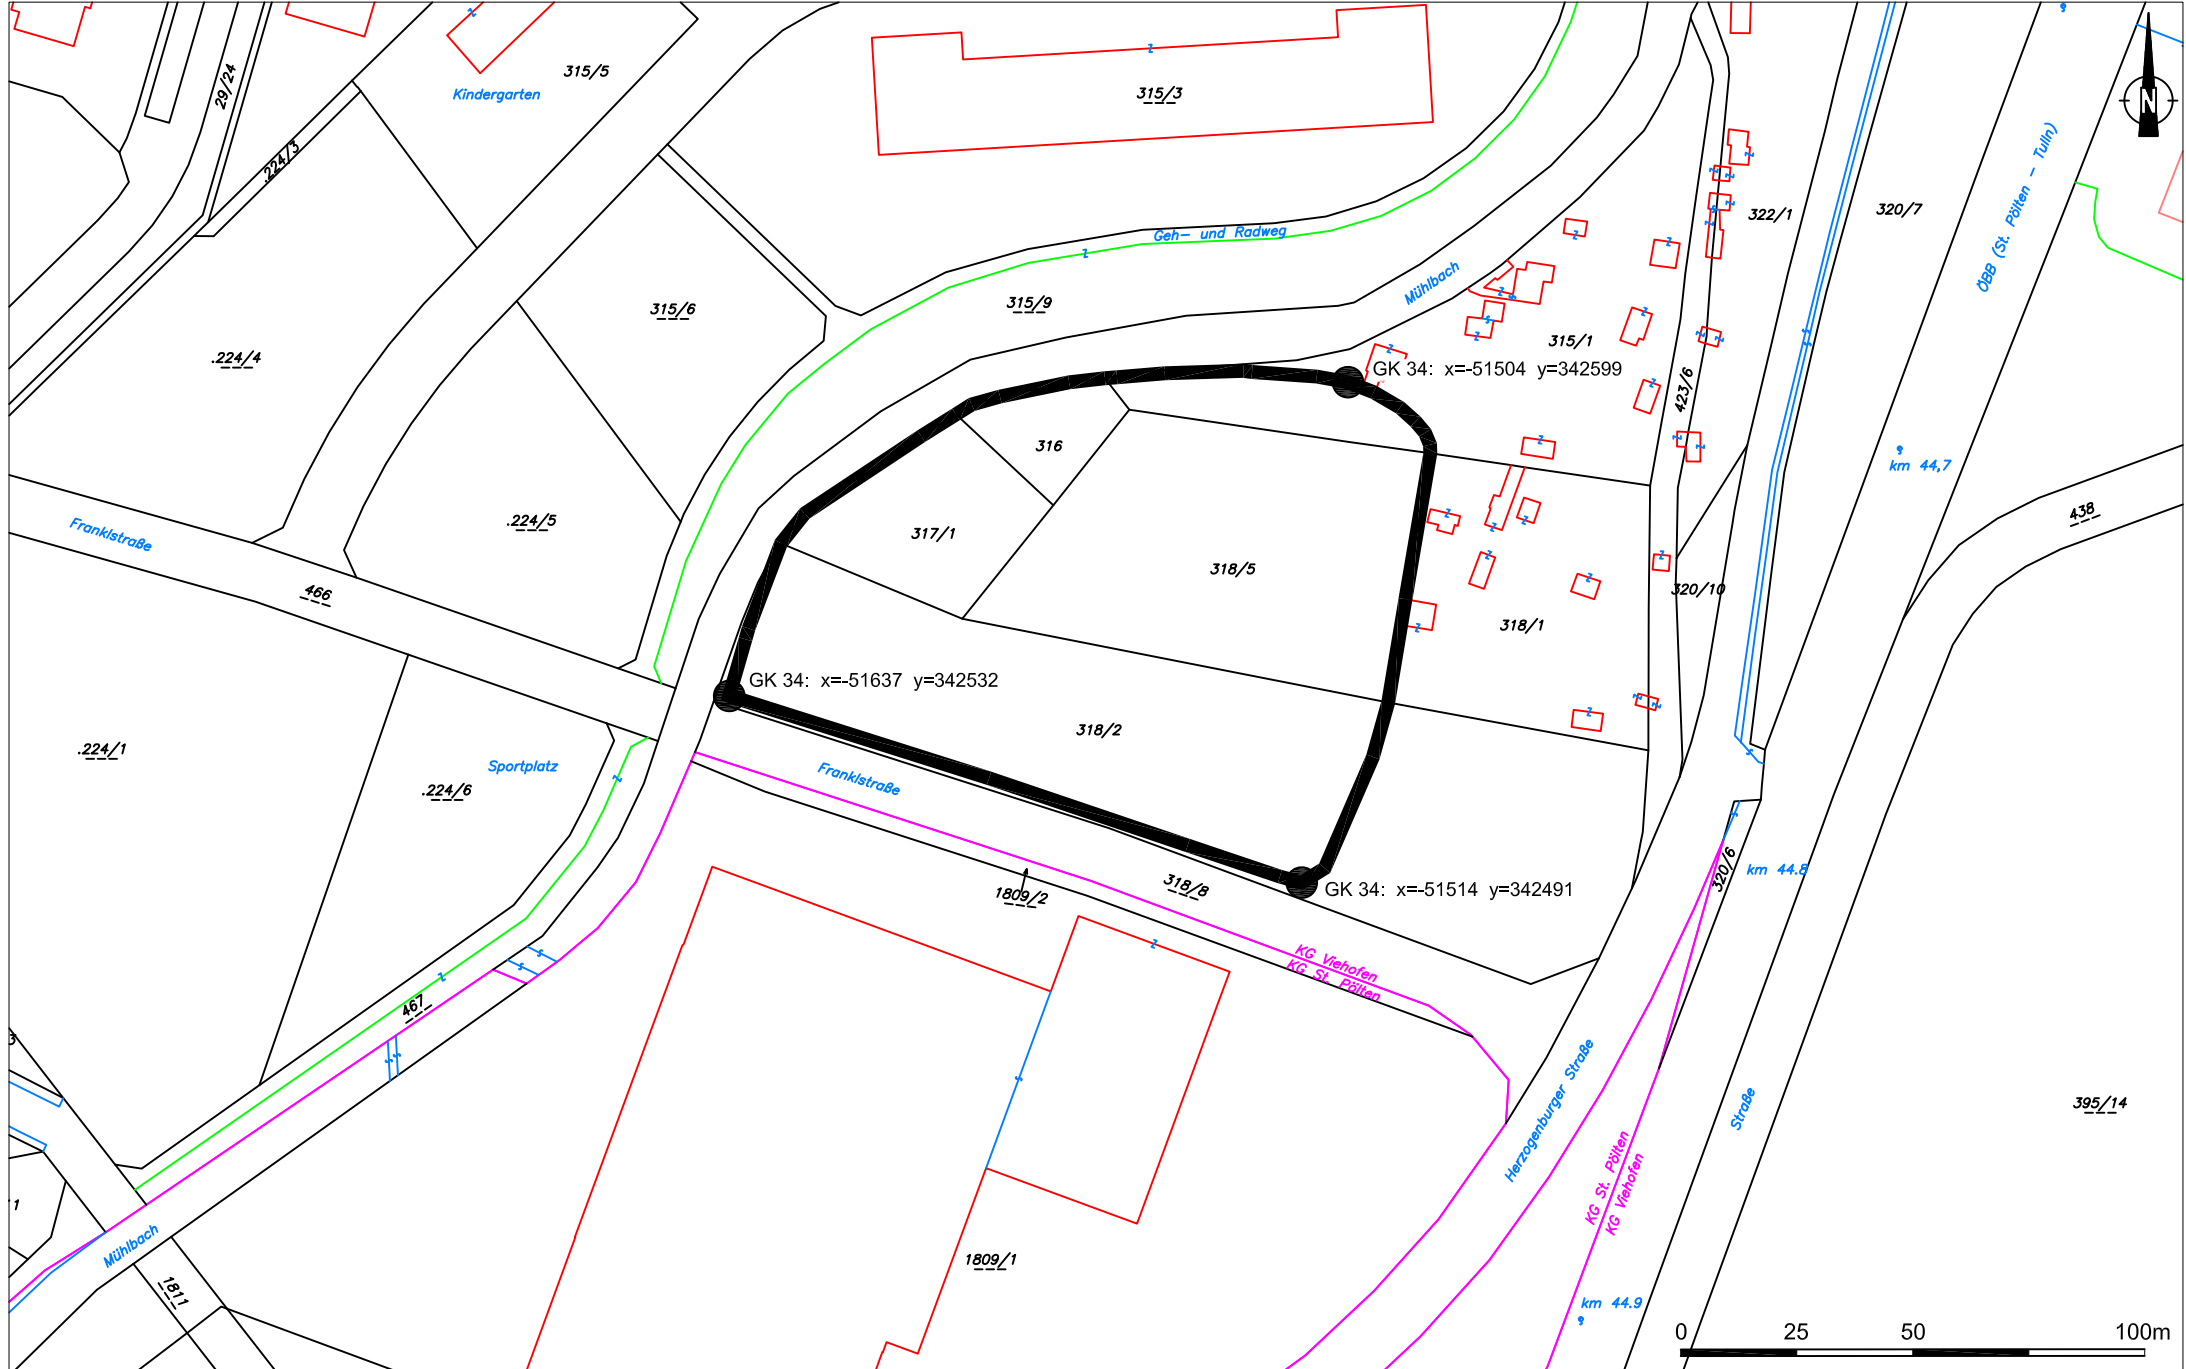 315/5
Kindergarten
29/24
.224/3
315/3
N
322/1
320/7
ÖBB (St. Pölten - Tulln)
Geh- und Radweg
Mühlbach
315/6
315/9
315/1
.224/4
GK 34: x=-51504 y=342599
423/6
316
km 44,7
438
Franklstraße
.224/5
317/1
318/5
466
320/10
318/1
GK 34: x=-51637 y=342532
318/2
.224/1
Sportplatz
.224/6
Franklstraße
318/8
1809/2
GK 34: x=-51514 y=342491
320/6
km 44.8
KG Viehofen
KG St. Pölten
467
3
Herzogenburger Straße
Straße
395/14
KG St. Pölten
KG Viehofen
1
Mühlbach
1811
1809/1
km 44.9
0 25 50 100m